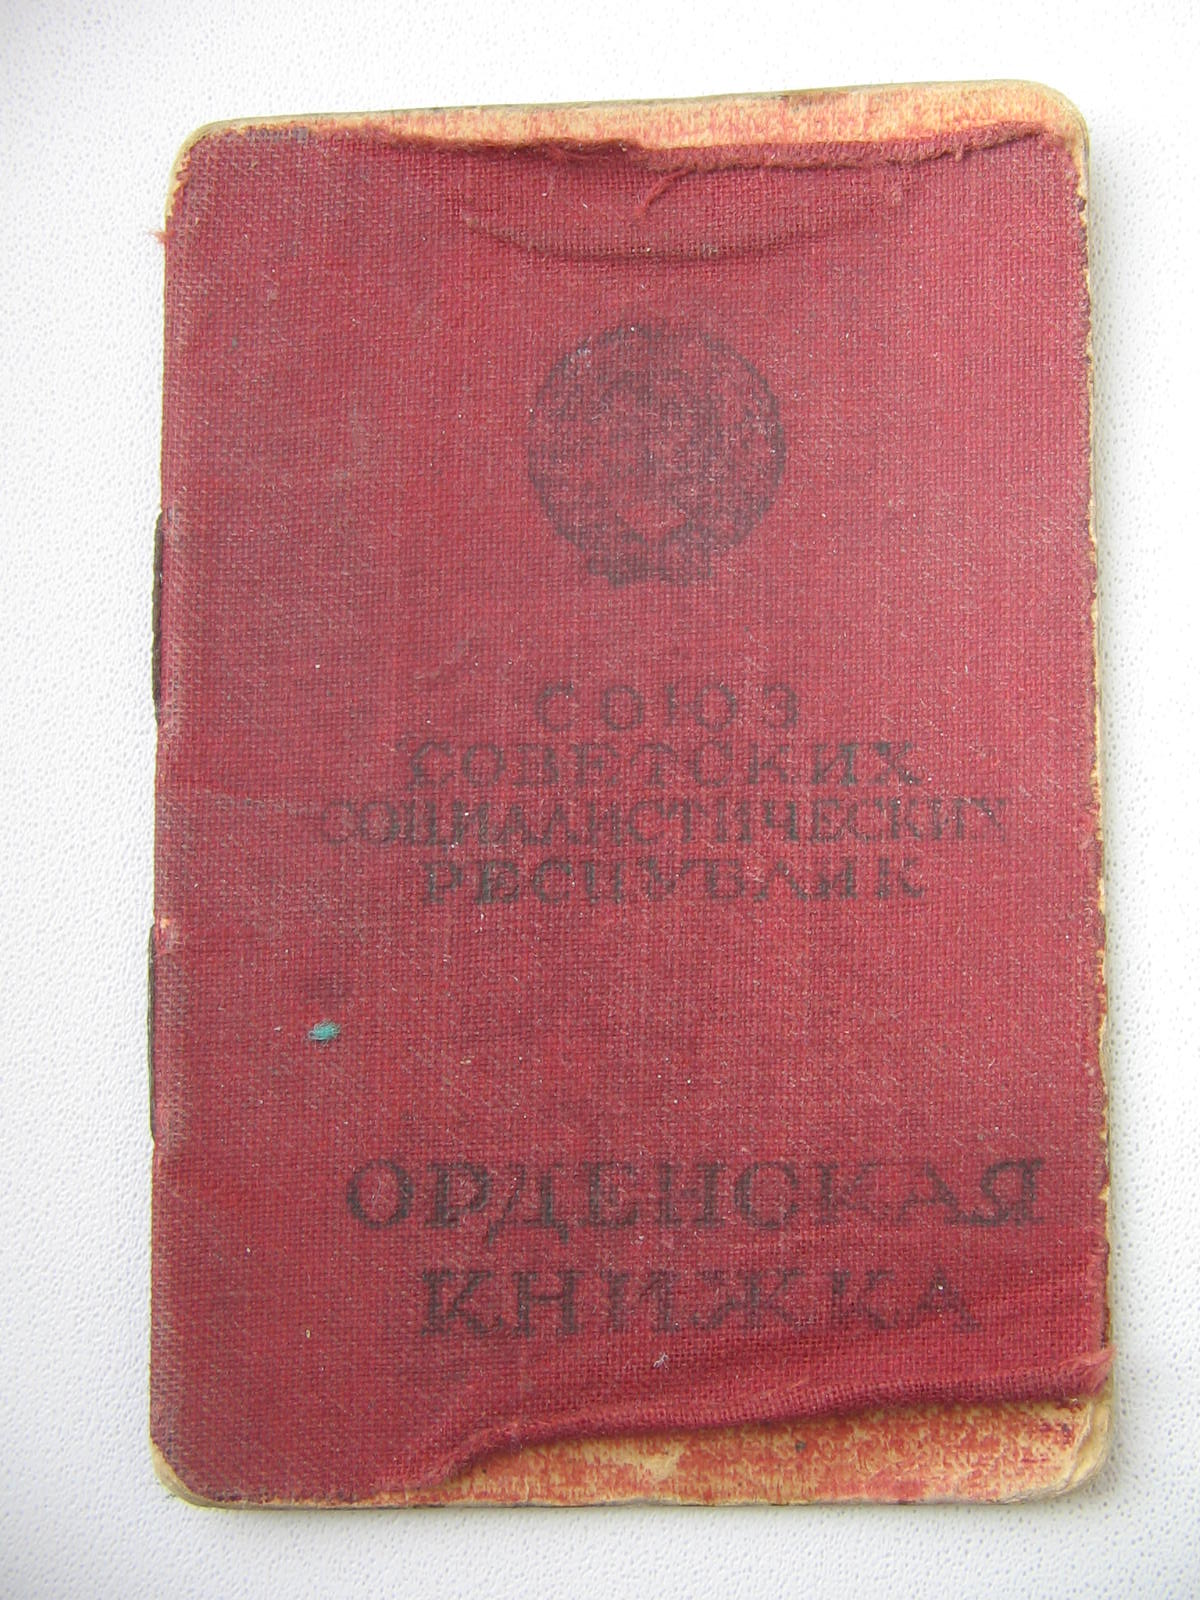 СОЮЗ
СОВЕТСКИХ
СОЦИАЛИСТИЧЕСКИХ
РЕСПУБЛИК
ОРДЕНСКАЯ
КНИЖКА